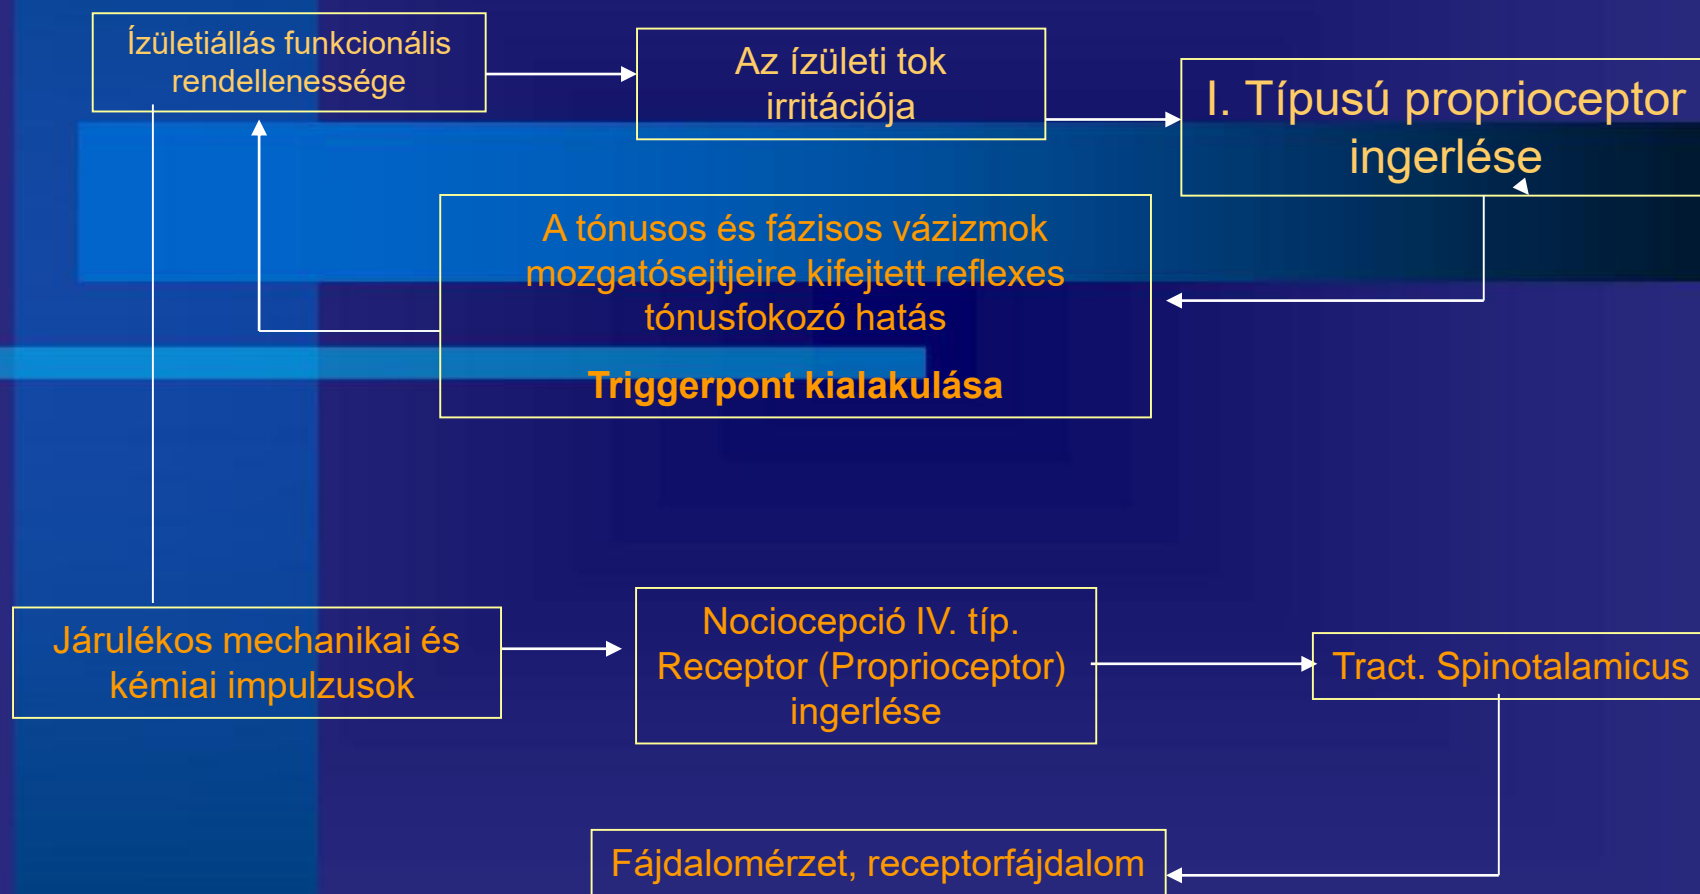 Ízületiállás funkcionális
rendellenessége
Az ízületi tok
irritációja
I. Típusú proprioceptor
ingerlése
A tónusos és fázisos vázizmok
mozgatósejtjeire kifejtett reflexes
tónusfokozó hatás
Triggerpont kialakulása
Járulékos mechanikai és
kémiai impulzusok
Nociocepció IV. típ.
Receptor (Proprioceptor)
ingerlése
Tract. Spinotalamicus
Fájdalomérzet, receptorfájdalom